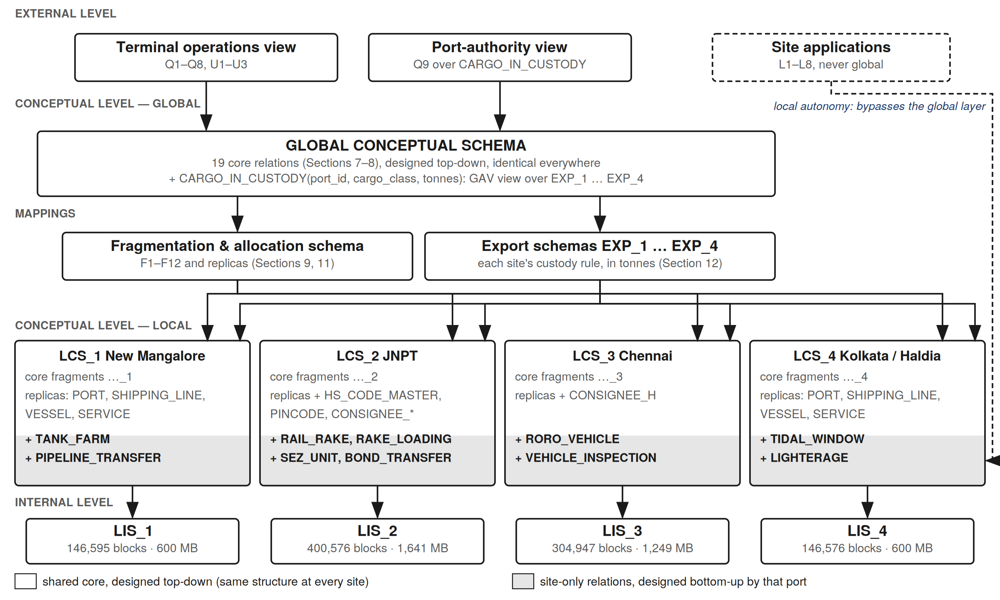 EXTERNAL LEVEL
Terminal operations view
Q1–Q8, U1–U3
Port-authority view
Q9 over CARGO_IN_CUSTODY
Site applications
L1–L8, never global
CONCEPTUAL LEVEL — GLOBAL
local autonomy: bypasses the global layer
GLOBAL CONCEPTUAL SCHEMA
19 core relations (Sections 7–8), designed top-down, identical everywhere
+ CARGO_IN_CUSTODY(port_id, cargo_class, tonnes): GAV view over EXP_1 … EXP_4
MAPPINGS
Fragmentation & allocation schema
F1–F12 and replicas (Sections 9, 11)
Export schemas EXP_1 … EXP_4
each site's custody rule, in tonnes (Section 12)
CONCEPTUAL LEVEL — LOCAL
LCS_1 New Mangalore
core fragments …_1
replicas: PORT, SHIPPING_LINE,
VESSEL, SERVICE
+ TANK_FARM
+ PIPELINE_TRANSFER
LCS_2 JNPT
core fragments …_2
replicas + HS_CODE_MASTER,
PINCODE, CONSIGNEE_*
+ RAIL_RAKE, RAKE_LOADING
+ SEZ_UNIT, BOND_TRANSFER
LCS_3 Chennai
core fragments …_3
replicas + CONSIGNEE_H
+ RORO_VEHICLE
+ VEHICLE_INSPECTION
LCS_4 Kolkata / Haldia
core fragments …_4
replicas: PORT, SHIPPING_LINE,
VESSEL, SERVICE
+ TIDAL_WINDOW
+ LIGHTERAGE
INTERNAL LEVEL
LIS_1
146,595 blocks · 600 MB
LIS_2
400,576 blocks · 1,641 MB
LIS_3
304,947 blocks · 1,249 MB
LIS_4
146,576 blocks · 600 MB
shared core, designed top-down (same structure at every site)
site-only relations, designed bottom-up by that port